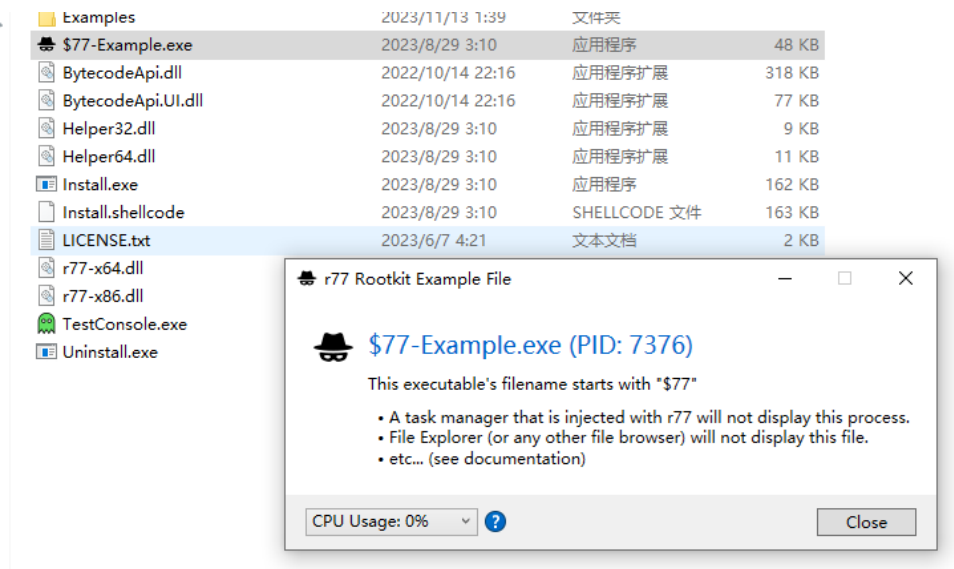 Examples 2023/11/13 1:39 文件夹
$77-Example.exe 2023/8/29 3:10 应用程序 48 KB
BytecodeApi.dll 2022/10/14 22:16 应用程序扩展 318 KB
BytecodeApi.UI.dll 2022/10/14 22:16 应用程序扩展 77 KB
Helper32.dll 2023/8/29 3:10 应用程序扩展 9 KB
Helper64.dll 2023/8/29 3:10 应用程序扩展 11 KB
Install.exe 2023/8/29 3:10 应用程序 162 KB
Install.shellcode 2023/8/29 3:10 SHELLCODE 文件 163 KB
LICENSE.txt 2023/6/7 4:21 文本文档 2 KB
r77-x64.dll
r77-x86.dll
TestConsole.exe
Uninstall.exe
r77 Rootkit Example File
$77-Example.exe (PID: 7376)
This executable's filename starts with "$77"
• A task manager that is injected with r77 will not display this process.
• File Explorer (or any other file browser) will not display this file.
• etc... (see documentation)
CPU Usage: 0% ? Close